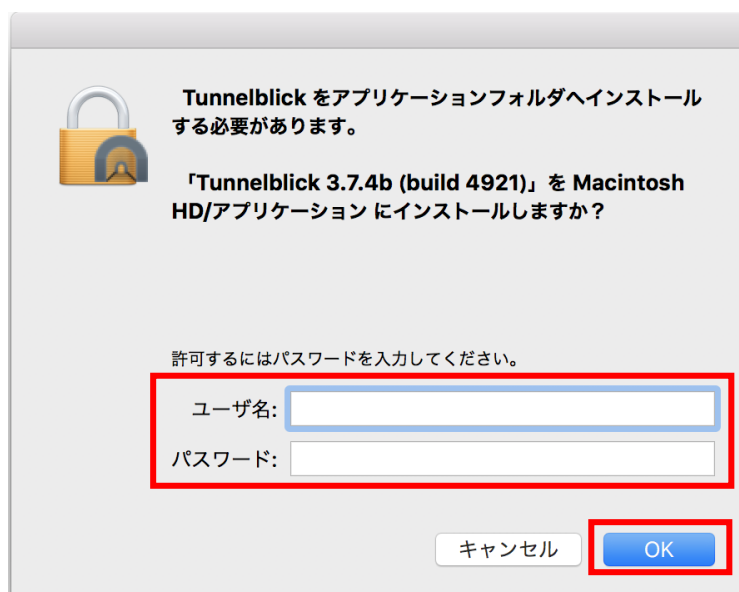 Tunnelblick をアプリケーションフォルダへインストール
する必要があります。
「Tunnelblick 3.7.4b (build 4921)」を Macintosh
HD/アプリケーション にインストールしますか？
許可するにはパスワードを入力してください。
ユーザ名:
パスワード:
キャンセル OK